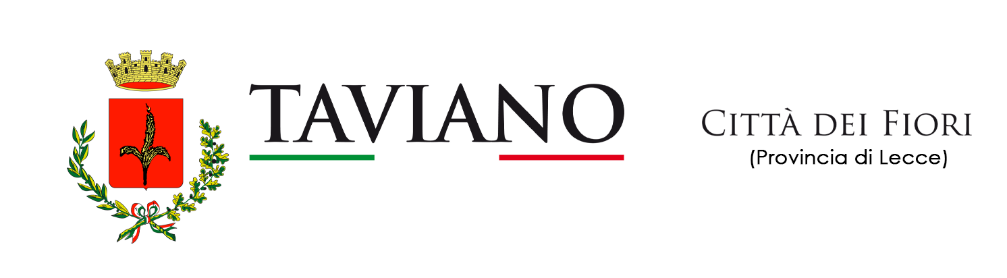 TAVIANO
CITTÀ DEI FIORI
(Provincia di Lecce)